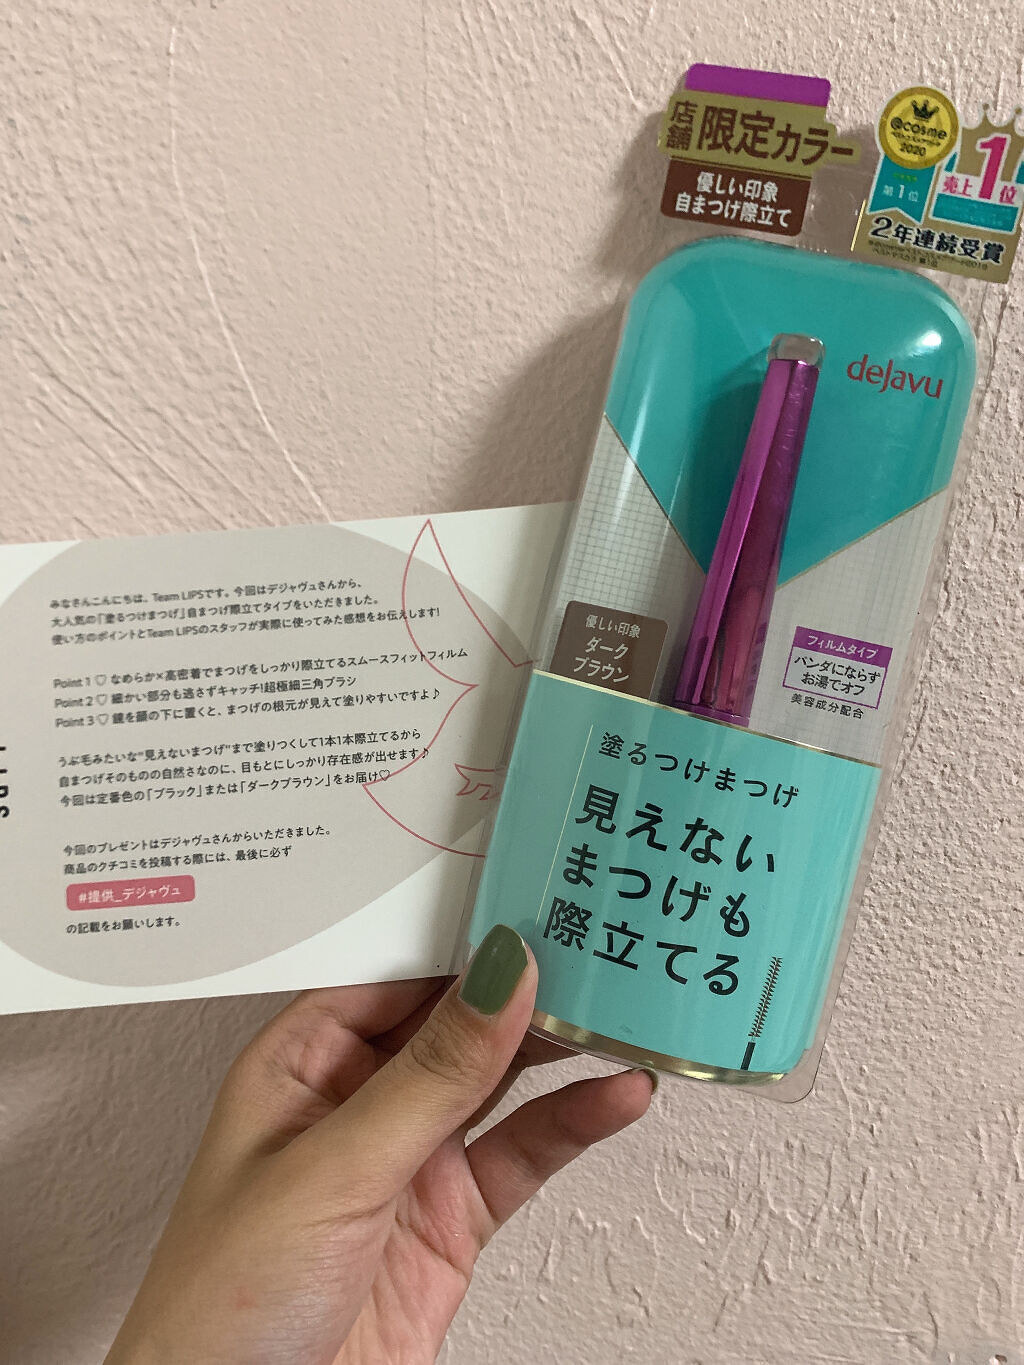 みなさんこんにちは、Team LIPSです。今回はデジャヴュさんから、
大人気の「塗るつけまつげ」自まつげ際立てタイプをいただきました。
使い方のポイントとTeam LIPSのスタッフが実際に使ってみた感想をお伝えします!
Point 1 ♡ なめらか×高密着でまつげをしっかり際立てるスムースフィットフィルム
Point 2 ♡ 細かい部分も逃さずキャッチ!超極細三角ブラシ
Point 3 ♡ 鏡を顔の下に置くと、まつげの根元が見えて塗りやすいですよ♪
うぶ毛みたいな"見えないまつげ"まで塗りつくして1本1本際立てるから
自まつげそのものの自然さなのに、目もとにしっかり存在感が出せます♪
今回は定番色の「ブラック」または「ダークブラウン」をお届け♡
今回のプレゼントはデジャヴュさんからいただきました。
商品のクチコミを投稿する際には、最後に必ず
#提供_デジャヴュ
の記載をお願いします。
店舗
限定カラー
優しい印象
自まつげ際立て
@cosme
2020
第1位
売上1位
2年連続受賞
dejavu
優しい印象
ダーク
ブラウン
フィルムタイプ
パンダにならず
お湯でオフ
美容成分配合
塗るつけまつげ
見えない
まつげも
際立てる